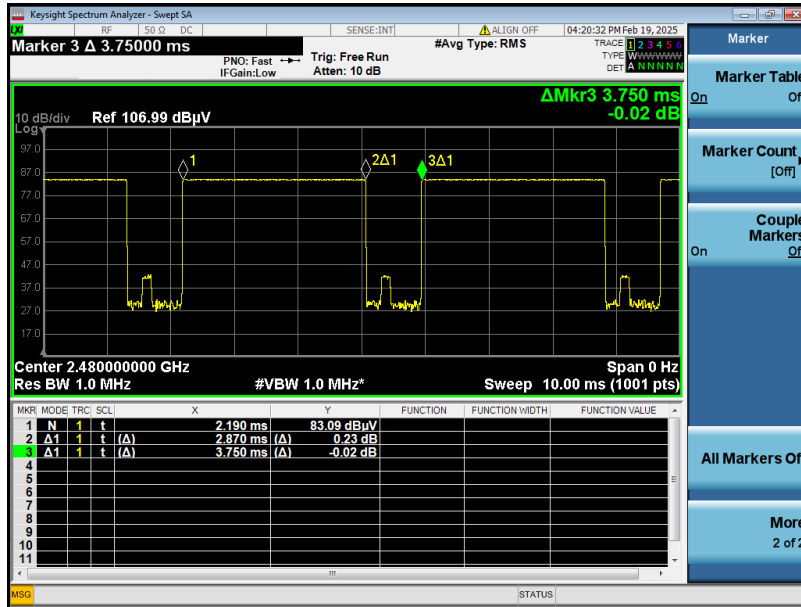 Keysight Spectrum Analyzer - Swept SA
LXI RF 50 Ω DC SENSE:INT ALIGN OFF 04:20:32 PM Feb 19, 2025
Marker 3 Δ 3.75000 ms
PNO: Fast
IFGain:Low
Trig: Free Run
Atten: 10 dB
#Avg Type: RMS
TRACE 1 2 3 4 5 6
TYPE WWWWWW
DET A N N N N N
ΔMkr3 3.750 ms
-0.02 dB
10 dB/div Ref 106.99 dBµV
Log
97.0
87.0
77.0
67.0
57.0
47.0
37.0
27.0
17.0
1
2Δ1
3Δ1
Center 2.480000000 GHz Span 0 Hz
Res BW 1.0 MHz #VBW 1.0 MHz* Sweep 10.00 ms (1001 pts)
MKR MODE TRC SCL X Y FUNCTION FUNCTION WIDTH FUNCTION VALUE
1 N 1 t 2.190 ms 83.09 dBµV
2 Δ1 1 t (Δ) 2.870 ms (Δ) 0.23 dB
3 Δ1 1 t (Δ) 3.750 ms (Δ) -0.02 dB
4
5
6
7
8
9
10
11
MSG STATUS
Marker
Marker Table
On Of
Marker Count
[Off]
Couple
Markers
On Of
All Markers Of
More
2 of 2